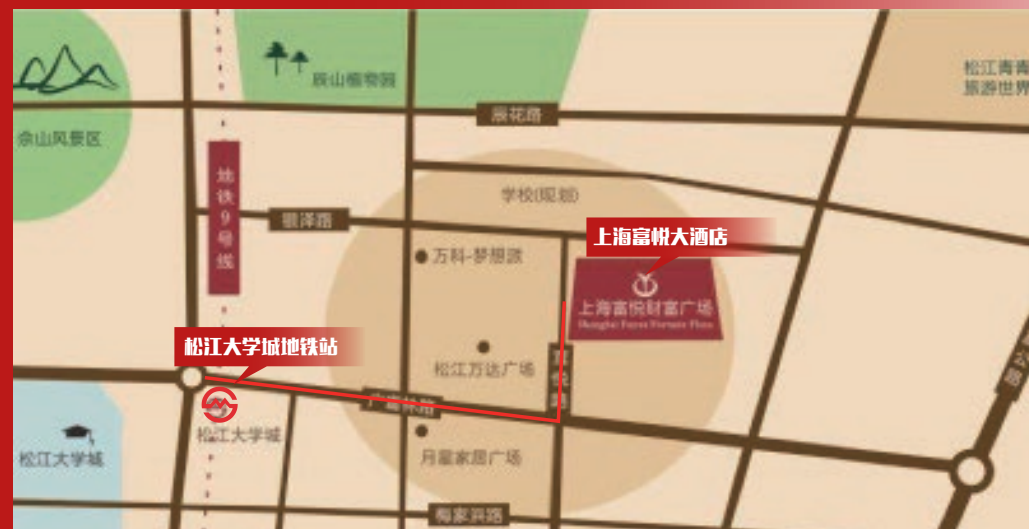 松江青青
旅游世界
辰山植物园
辰花路
佘山风景区
地铁9号线
学校(规划)
银泽路
上海富悦大酒店
万科-梦想派
上海富悦财富广场
松江大学城地铁站
松江万达广场
广富林路
松江大学城
松江大学城
月星家居广场
梅家浜路